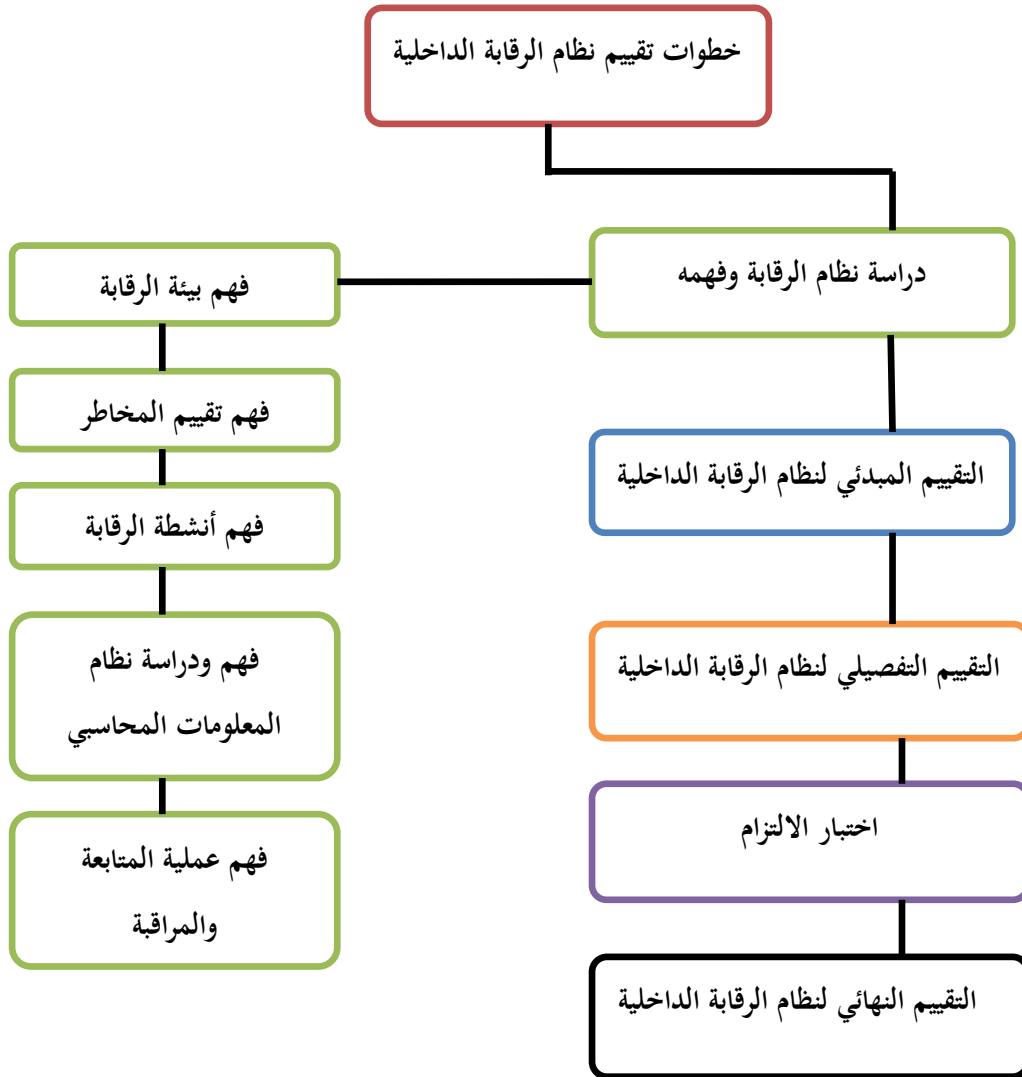 خطوات تقييم نظام الرقابة الداخلية
دراسة نظام الرقابة وفهمه
فهم بيئة الرقابة
فهم تقييم المخاطر
فهم أنشطة الرقابة
فهم ودراسة نظام
المعلومات المحاسبي
فهم عملية المتابعة
والمراقبة
التقييم المبدئي لنظام الرقابة الداخلية
التقييم التفصيلي لنظام الرقابة الداخلية
اختبار الالتزام
التقييم النهائي لنظام الرقابة الداخلية